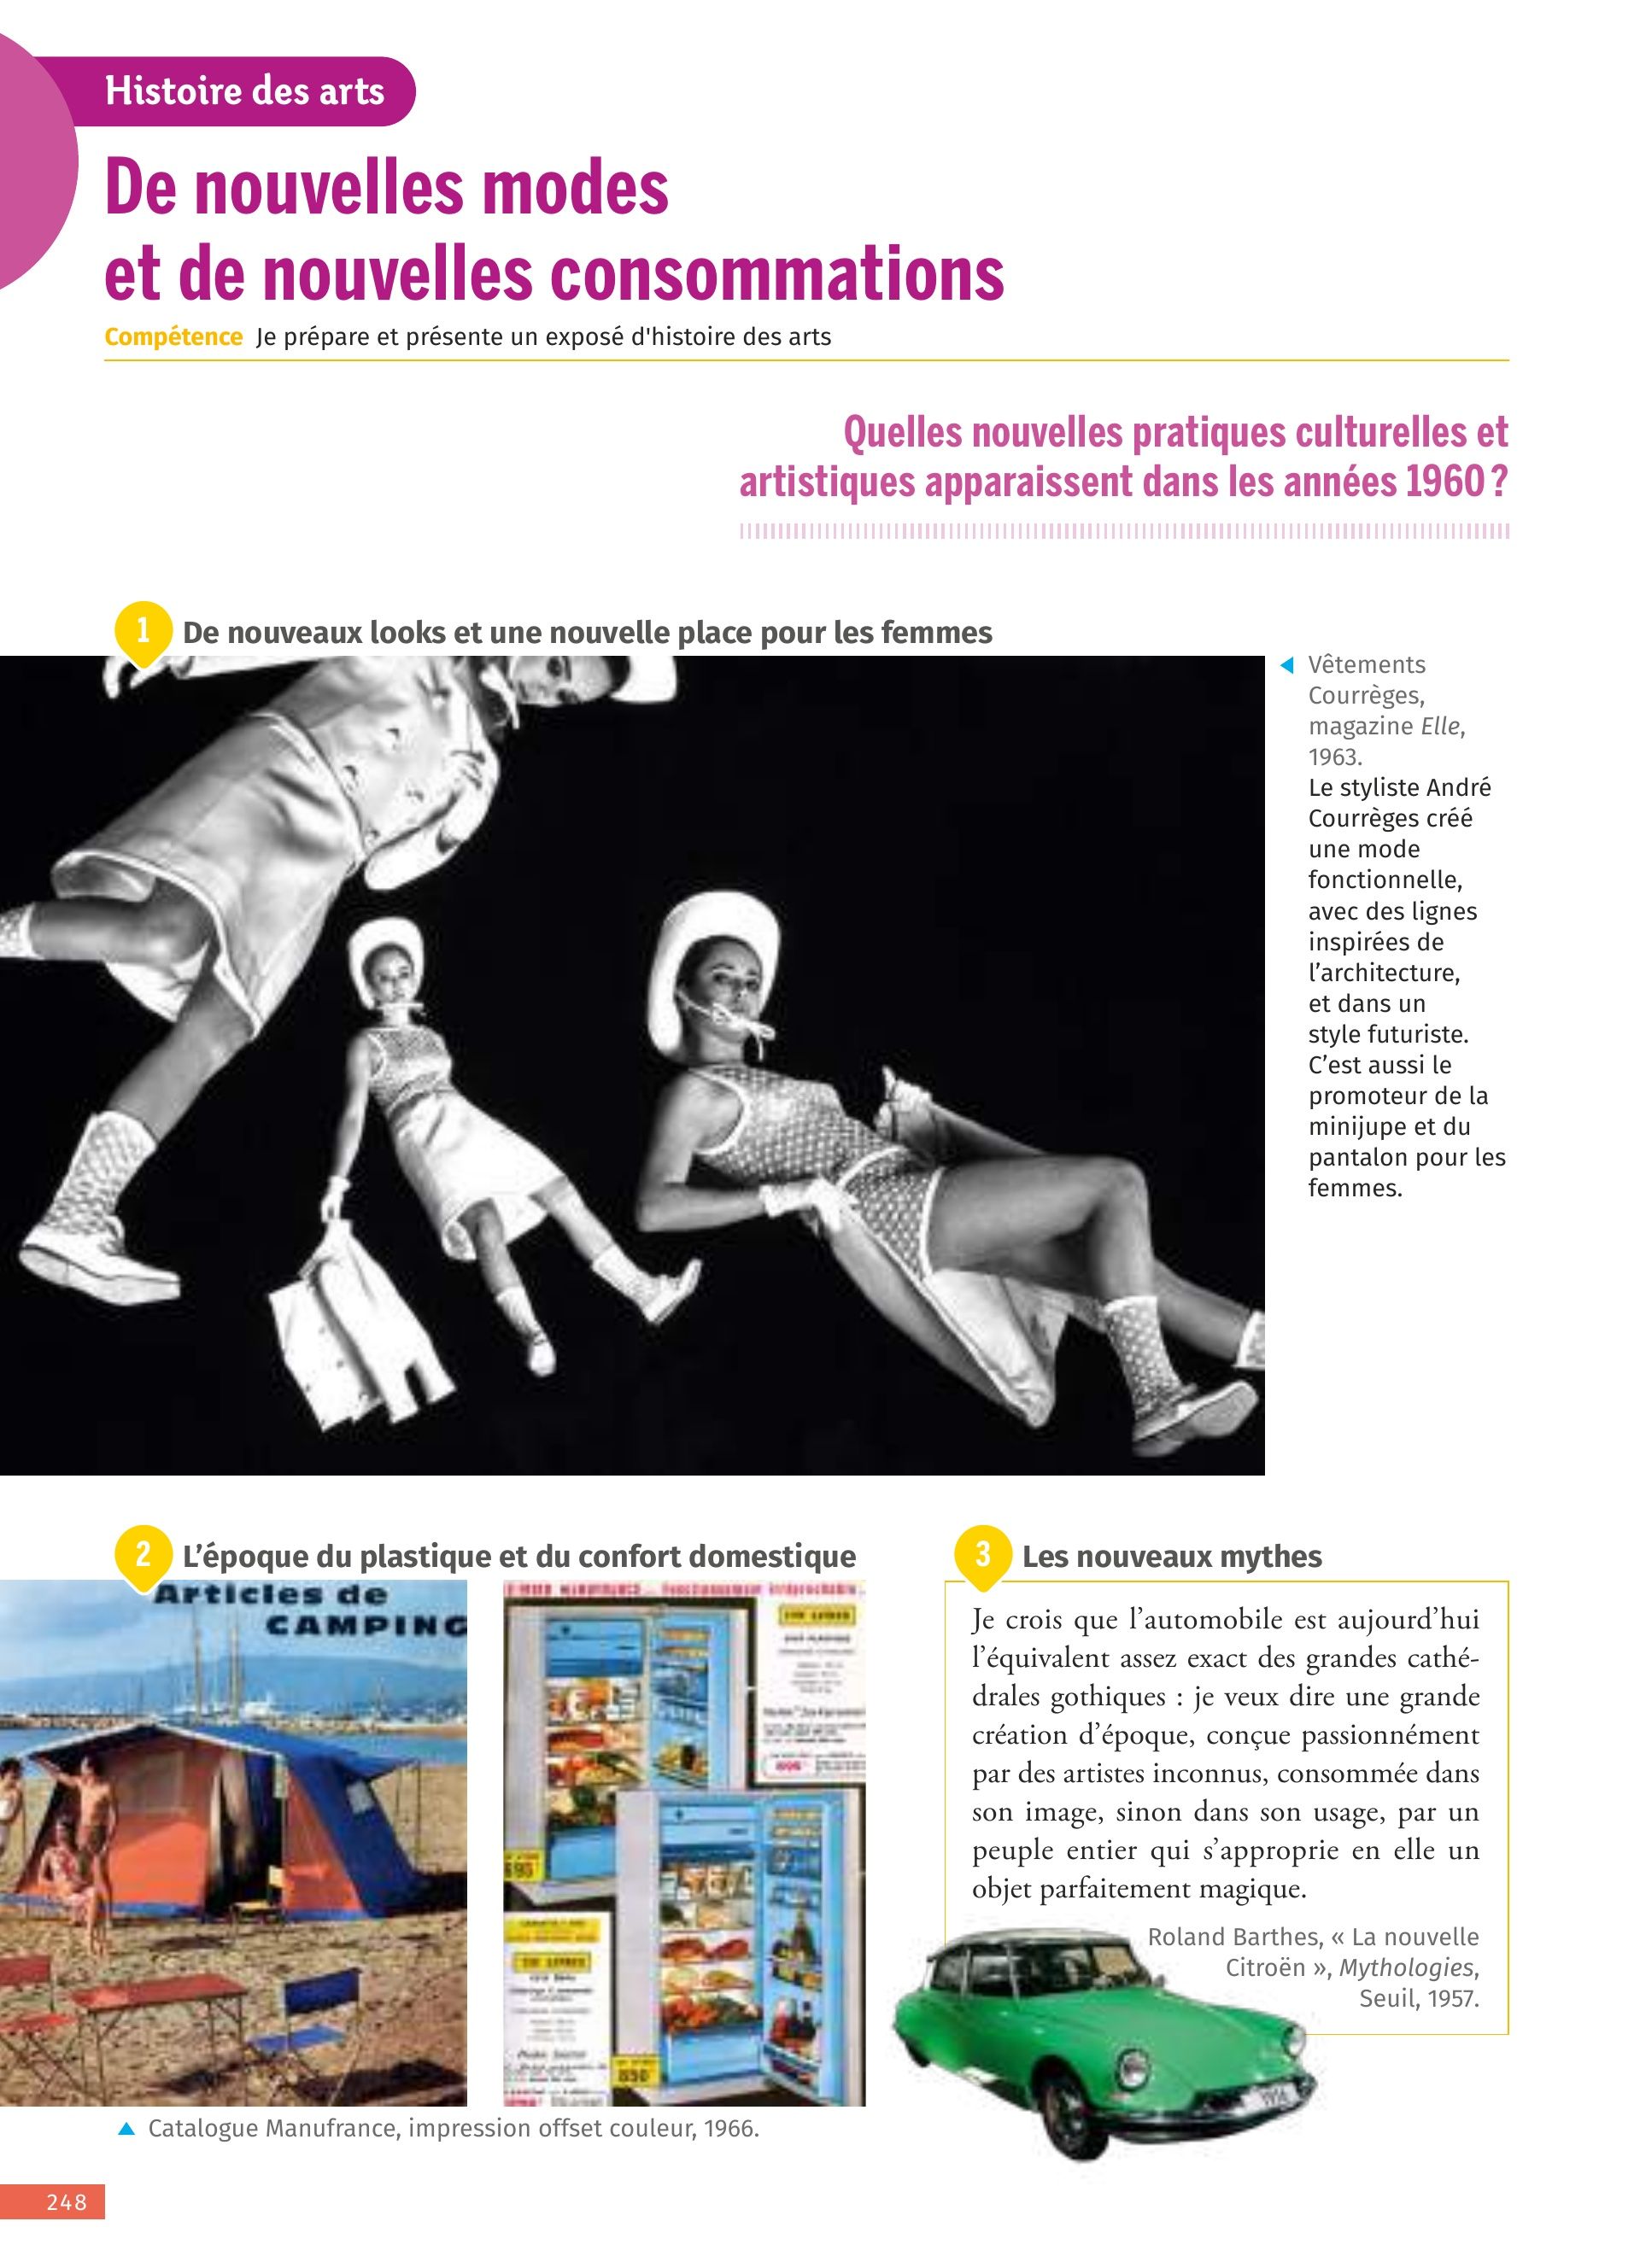 Histoire des arts
De nouvelles modes
et de nouvelles consommations
Compétence Je prépare et présente un exposé d'histoire des arts
Quelles nouvelles pratiques culturelles et
artistiques apparaissent dans les années 1960 ?
1 De nouveaux looks et une nouvelle place pour les femmes
Vêtements
Courrèges,
magazine Elle,
1963.
Le styliste André
Courrèges créé
une mode
fonctionnelle,
avec des lignes
inspirées de
l'architecture,
et dans un
style futuriste.
C'est aussi le
promoteur de la
minijupe et du
pantalon pour les
femmes.
2 L'époque du plastique et du confort domestique
Articles de
CAMPING
695
850
Catalogue Manufrance, impression offset couleur, 1966.
3 Les nouveaux mythes
Je crois que l'automobile est aujourd'hui
l'équivalent assez exact des grandes cathé-
drales gothiques : je veux dire une grande
création d'époque, conçue passionnément
par des artistes inconnus, consommée dans
son image, sinon dans son usage, par un
peuple entier qui s'approprie en elle un
objet parfaitement magique.
Roland Barthes, « La nouvelle
Citroën », Mythologies,
Seuil, 1957.
248